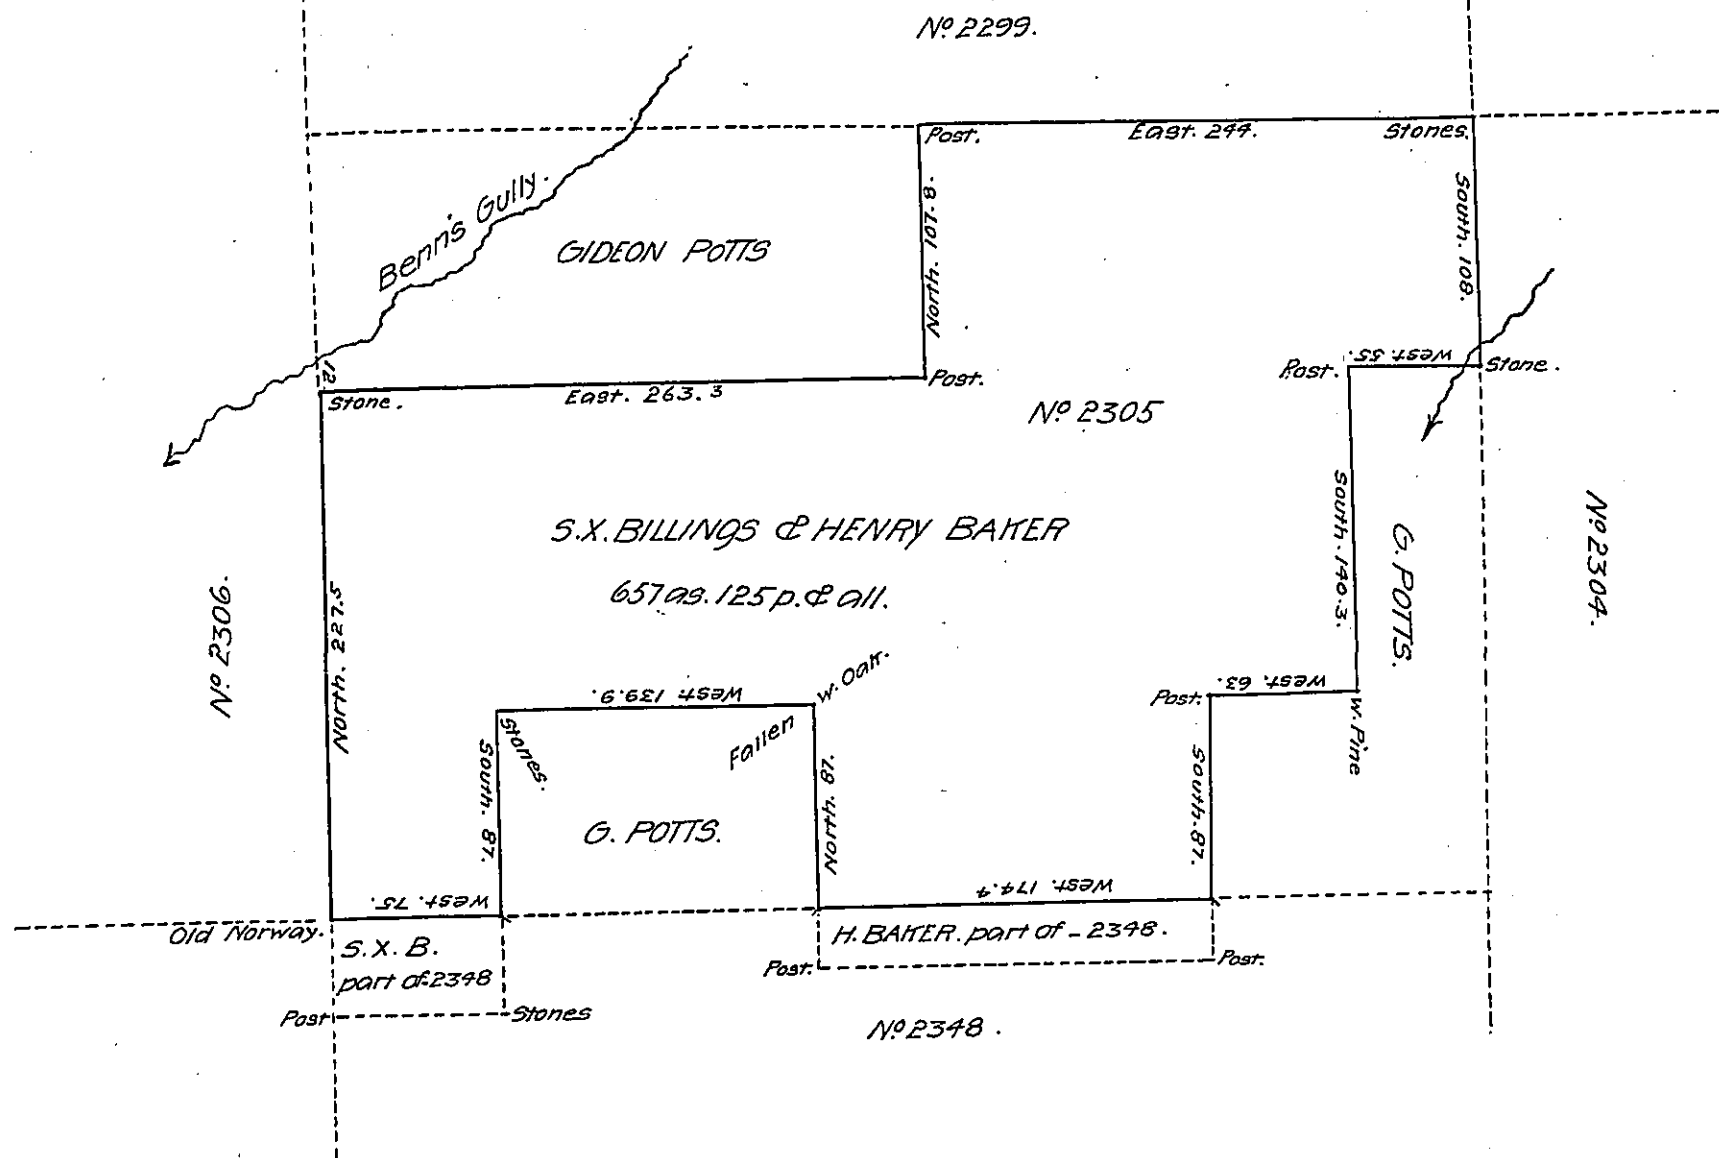 Nº 2299.
Post.
East. 244.
Stones.
Benn's Gully.
GIDEON POTTS
North. 107.8.
South. 108.
12.
Stone.
East. 263.3
Post.
Post.
West. 55.
Stone.
Nº 2305
S.X. BILLINGS & HENRY BAKER
657 as. 125 p. & all.
Nº 2306.
North. 227.5
South. 140.3.
G. POTTS.
Nº 2304.
West. 139.9.
W. Oak.
Fallen
Stones.
South. 87.
G. POTTS.
North. 87.
Post.
West. 63.
W. Pine
South. 87.
West. 75.
West. 174.4
Old Norway.
S. X. B.
part of 2348
H. BAKER. part of - 2348.
Post.
Post.
Post
Stones
Nº 2348.